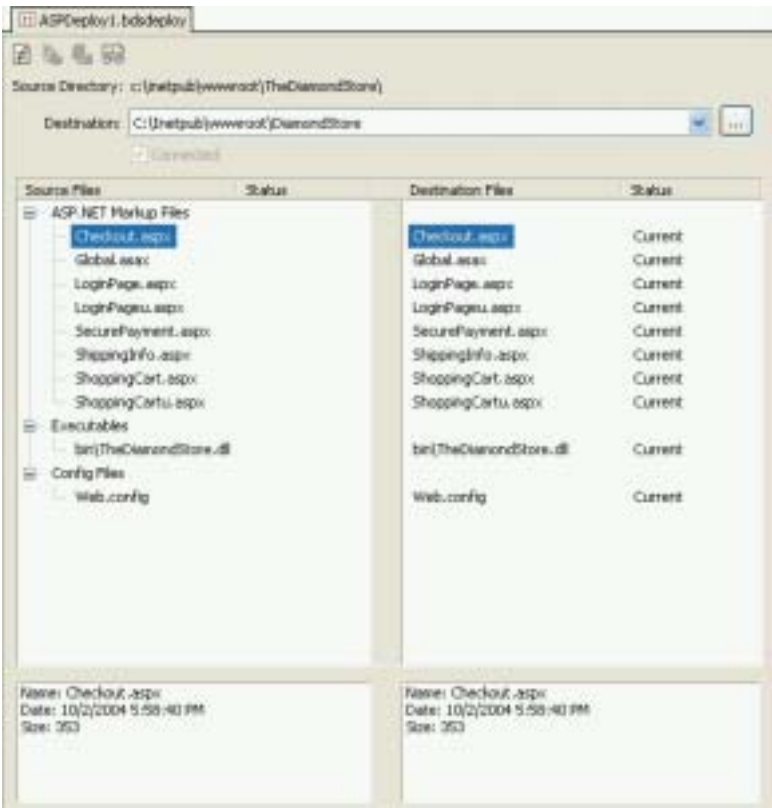 ASPDeploy1.bdsdeploy
Source Directory: c:\inetpub\wwwroot\TheDiamondStore\
Destination: C:\Inetpub\wwwroot\DiamondStore
...
Connected
Source Files Status Destination Files Status
ASP.NET Markup Files
Checkout.aspx Checkout.aspx Current
Global.asax Global.asax Current
LoginPage.aspx LoginPage.aspx Current
LoginPageu.aspx LoginPageu.aspx Current
SecurePayment.aspx SecurePayment.aspx Current
ShippingInfo.aspx ShippingInfo.aspx Current
ShoppingCart.aspx ShoppingCart.aspx Current
ShoppingCartu.aspx ShoppingCartu.aspx Current
Executables
bin\TheDiamondStore.dll bin\TheDiamondStore.dll Current
Config Files
Web.config Web.config Current
Name: Checkout.aspx Name: Checkout.aspx
Date: 10/2/2004 5:58:40 PM Date: 10/2/2004 5:58:40 PM
Size: 353 Size: 353